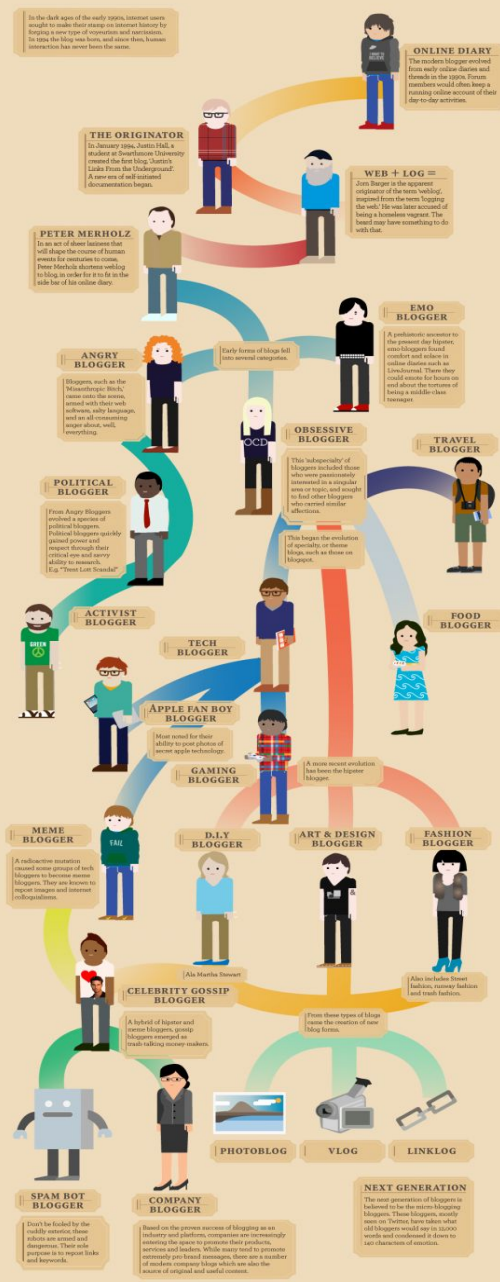 In the dark ages of the early 1990s, internet users
sought to make their stamp on internet history by
forging a new type of voyeurism and narcissism.
In 1994 the blog was born, and since then, human
interaction has never been the same.
ONLINE DIARY
The modern blogger evolved
from early online diaries and
threads in the 1990s. Forum
members would often keep a
running online account of their
day-to-day activities.
THE ORIGINATOR
In January 1994, Justin Hall, a
student at Swarthmore University
created the first blog, 'Justin's
Links From the Underground'.
A new era of self-initiated
documentation began.
WEB + LOG =
Jorn Barger is the apparent
originator of the term 'weblog',
inspired from the term 'logging
the web.' He was later accused of
being a homeless vagrant. The
beard may have something to do
with that.
PETER MERHOLZ
In an act of sheer laziness that
will shape the course of human
events for centuries to come,
Peter Merholz shortens weblog
to blog, in order for it to fit in the
side bar of his online diary.
EMO
BLOGGER
A prehistoric ancestor to
the present day hipster,
emo bloggers found
comfort and solace in
online diaries such as
LiveJournal. There they
could emote for hours on
end about the tortures of
being a middle-class
teenager.
Early forms of blogs fell
into several categories.
ANGRY
BLOGGER
Bloggers, such as the
'Misanthropic Bitch,'
came onto the scene,
armed with their web
software, salty language,
and an all-consuming
anger about, well,
everything.
OCD
OBSESSIVE
BLOGGER
This 'subspecialty' of
bloggers included those
who were passionately
interested in a singular
area or topic, and sought
to find other bloggers
who carried similar
affections.
This began the evolution
of specialty, or theme
blogs, such as those on
blogspot.
TRAVEL
BLOGGER
POLITICAL
BLOGGER
From Angry Bloggers
evolved a species of
political bloggers.
Political bloggers quickly
gained power and
respect through their
critical eye and savvy
ability to research.
E.g. "Trent Lott Scandal"
ACTIVIST
BLOGGER
GREEN
FOOD
BLOGGER
TECH
BLOGGER
APPLE FAN BOY
BLOGGER
Most noted for their
ability to post photos of
secret apple technology.
GAMING
BLOGGER
A more recent evolution
has been the hipster
blogger.
MEME
BLOGGER
A radioactive mutation
caused some groups of tech
bloggers to become meme
bloggers. They are known to
repost images and internet
colloquialisms.
FAIL
D.I.Y
BLOGGER
Ala Martha Stewart
ART & DESIGN
BLOGGER
&
FASHION
BLOGGER
Also includes Street
fashion, runway fashion
and trash fashion.
CELEBRITY GOSSIP
BLOGGER
A hybrid of hipster and
meme bloggers, gossip
bloggers emerged as
trash talking money-makers.
From these types of blogs
came the creation of new
blog forms.
PHOTOBLOG
VLOG
LINKLOG
SPAM BOT
BLOGGER
Don't be fooled by the
cuddly exterior, these
robots are armed and
dangerous. Their sole
purpose is to repost links
and keywords.
COMPANY
BLOGGER
Based on the proven success of blogging as an
industry and platform, companies are increasingly
entering the space to promote their products,
services and leaders. While many tend to promote
extremely pro-brand messages, there are a number
of modern company blogs which are also the
source of original and useful content.
NEXT GENERATION
The next generation of bloggers is
believed to be the micro-blogging
bloggers. These bloggers, mostly
seen on Twitter, have taken what
old bloggers would say in 12,000
words and condensed it down to
140 characters of emotion.